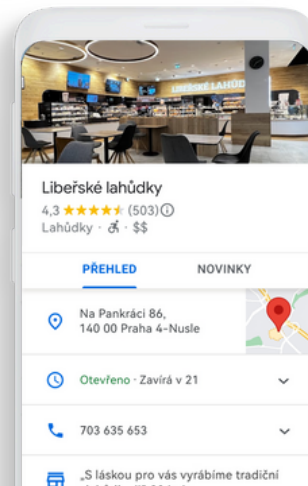 LIBEŘSKÉ LAHŮD
Libeřské lahůdky
4,3 (503)
Lahůdky · · $$
PŘEHLED NOVINKY
Na Pankráci 86,
140 00 Praha 4-Nusle
Otevřeno · Zavírá v 21
703 635 653
„S láskou pro vás vyrábíme tradiční